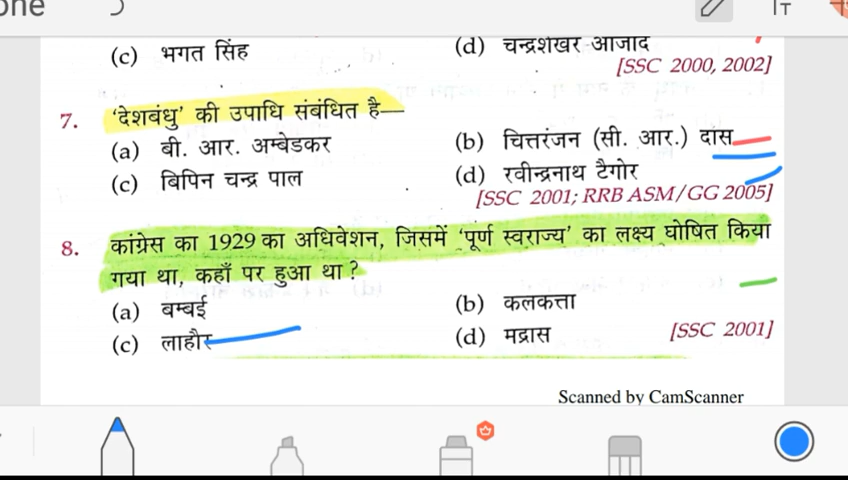 (c) भगत सिंह (d) चन्द्रशेखर आजाद
[SSC 2000, 2002]
7. ‘देशबंधु’ की उपाधि संबंधित है—
(a) बी. आर. अम्बेडकर (b) चित्तरंजन (सी. आर.) दास
(c) बिपिन चन्द्र पाल (d) रवीन्द्रनाथ टैगोर
[SSC 2001; RRB ASM/GG 2005]
8. कांग्रेस का 1929 का अधिवेशन, जिसमें ‘पूर्ण स्वराज्य’ का लक्ष्य घोषित किया
गया था, कहाँ पर हुआ था ?
(a) बम्बई (b) कलकत्ता
(c) लाहौर (d) मद्रास [SSC 2001]
Scanned by CamScanner